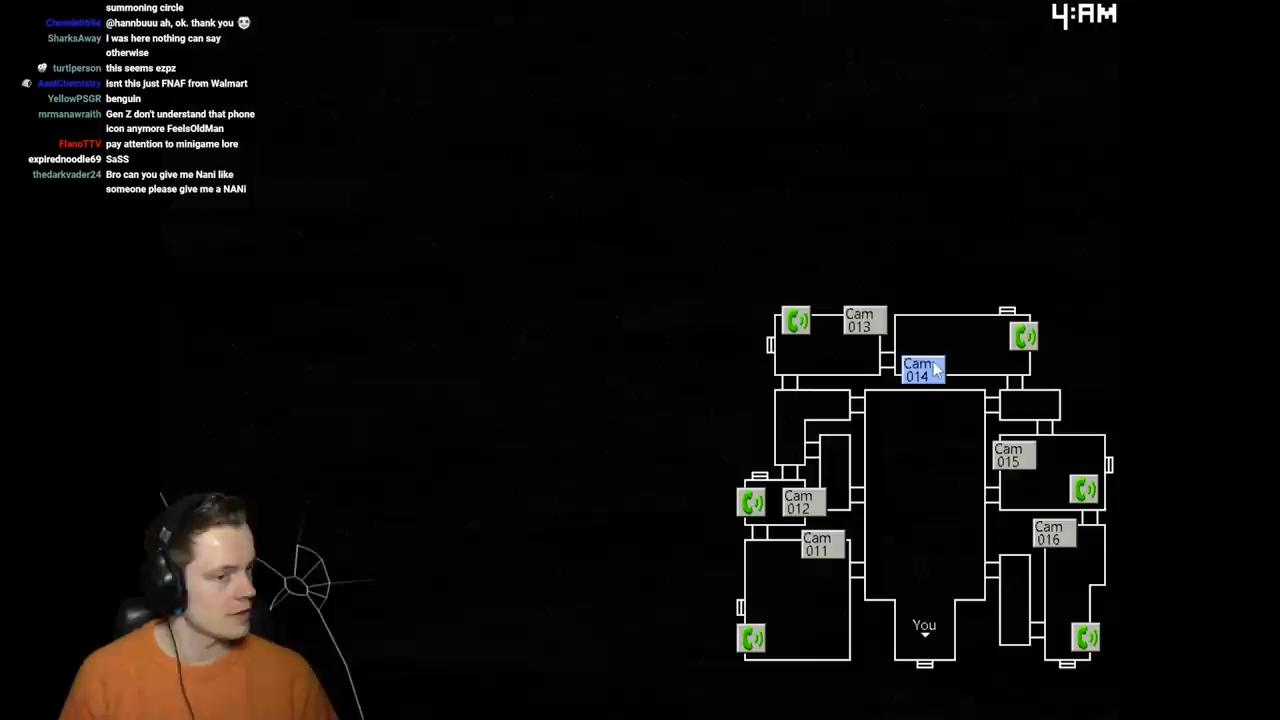 summoning circle
Chemik0694 @hannbuuu ah, ok. thank you
SharksAway I was here nothing can say
otherwise
turtlperson this seems ezpz
AxelChemistry isnt this just FNAF from Walmart
YellowPSGR benguin
mrmanawraith Gen Z don't understand that phone
icon anymore FeelsOldMan
FlanoTTV pay attention to minigame lore
expirednoodle69 SaSS
thedarkvader24 Bro can you give me Nani like
someone please give me a NANi
4:AM
Cam
013
Cam
014
Cam
015
Cam
012
Cam
016
Cam
011
You